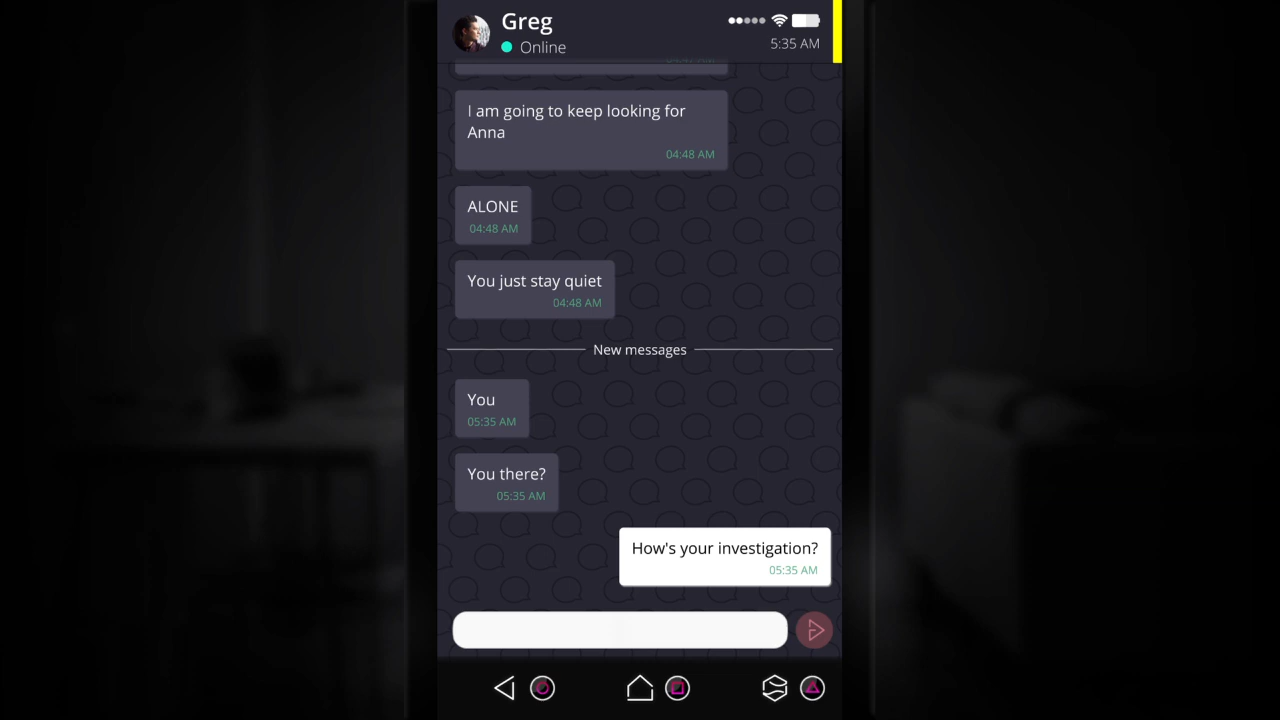 Greg
Online
5:35 AM
I am going to keep looking for
Anna
04:48 AM
ALONE
04:48 AM
You just stay quiet
04:48 AM
New messages
You
05:35 AM
You there?
05:35 AM
How's your investigation?
05:35 AM